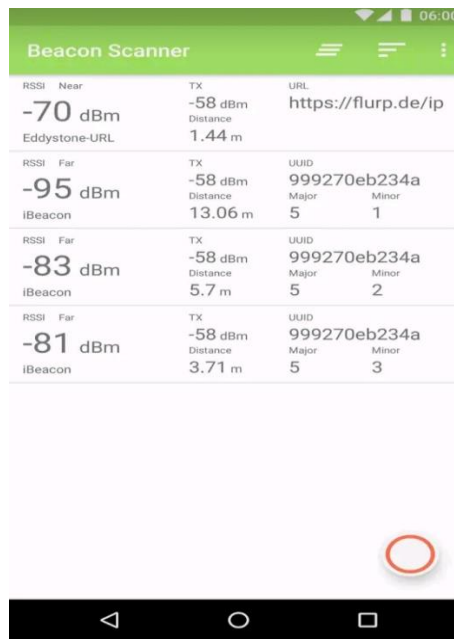 06:00
Beacon Scanner
RSSI Near TX URL
-70 dBm -58 dBm https://flurp.de/ip
Distance
Eddystone-URL 1.44 m
RSSI Far TX UUID
-95 dBm -58 dBm 999270eb234a
Distance Major Minor
iBeacon 13.06 m 5 1
RSSI Far TX UUID
-83 dBm -58 dBm 999270eb234a
Distance Major Minor
iBeacon 5.7 m 5 2
RSSI Far TX UUID
-81 dBm -58 dBm 999270eb234a
Distance Major Minor
iBeacon 3.71 m 5 3